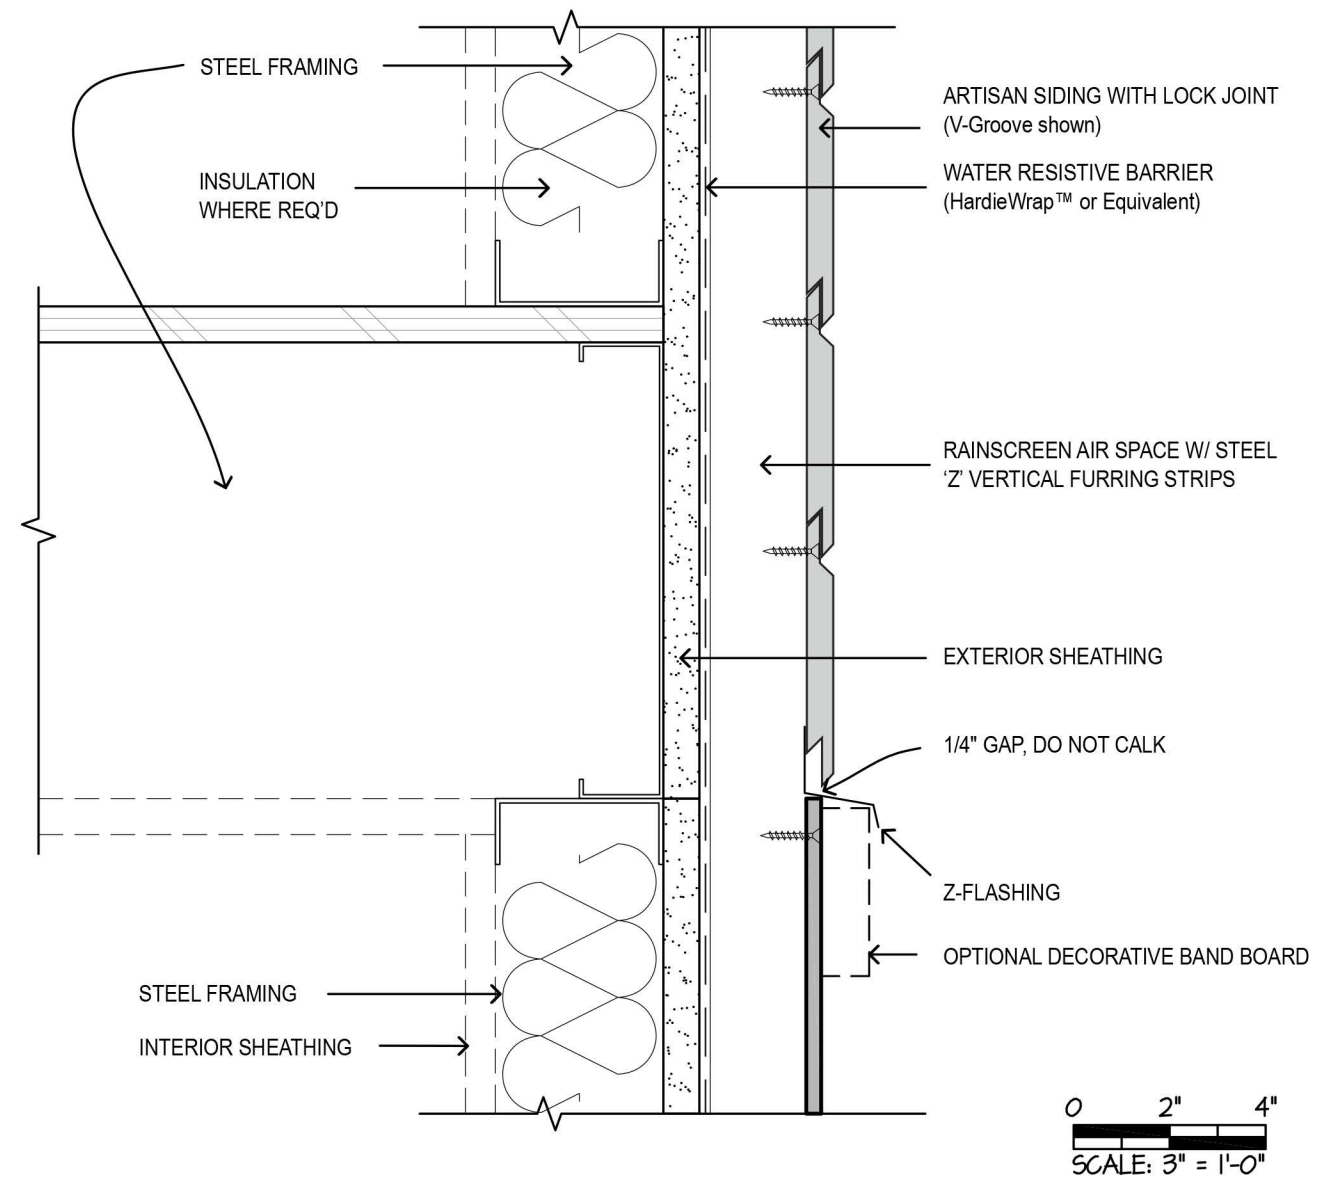 STEEL FRAMING
INSULATION
WHERE REQ'D
ARTISAN SIDING WITH LOCK JOINT
(V-Groove shown)
WATER RESISTIVE BARRIER
(HardieWrap™ or Equivalent)
RAINSCREEN AIR SPACE W/ STEEL
‘Z’ VERTICAL FURRING STRIPS
EXTERIOR SHEATHING
1/4" GAP, DO NOT CALK
Z-FLASHING
OPTIONAL DECORATIVE BAND BOARD
STEEL FRAMING
INTERIOR SHEATHING
0 2" 4"
SCALE: 3" = 1'-0"